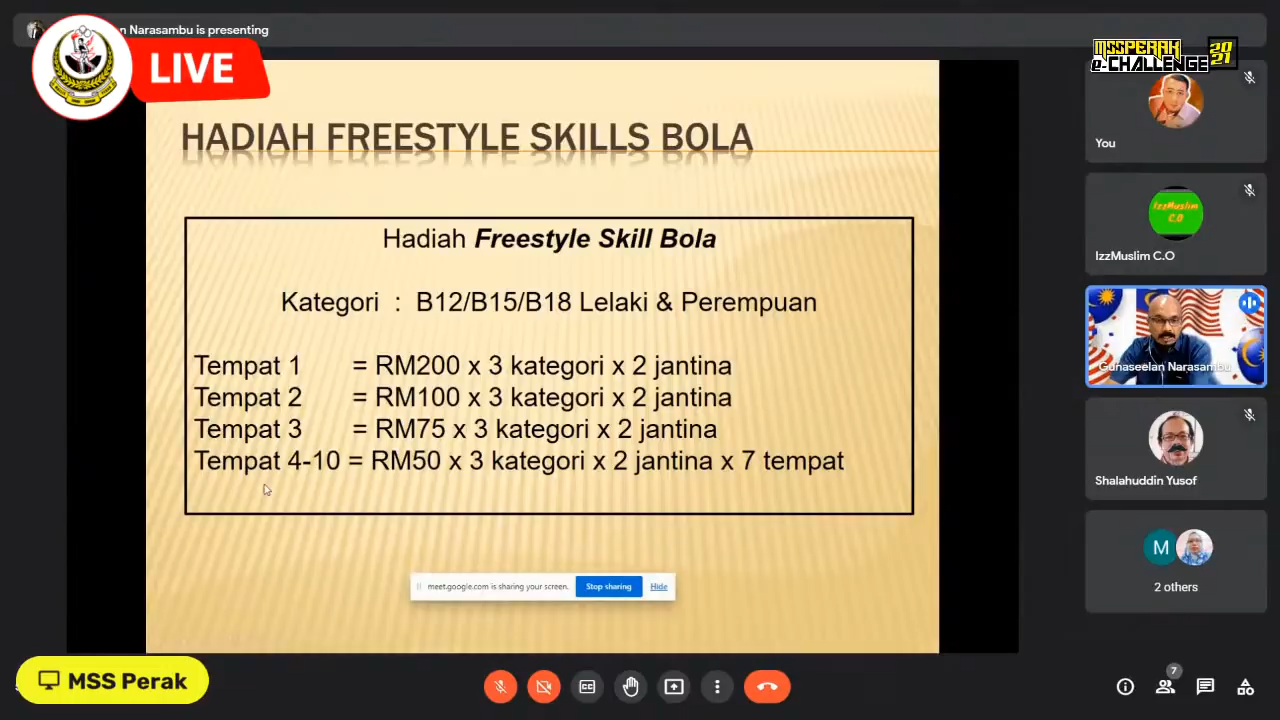 n Narasambu is presenting
LIVE
MSSPERAK 2021
e-CHALLENGE
HADIAH FREESTYLE SKILLS BOLA
Hadiah Freestyle Skill Bola
Kategori : B12/B15/B18 Lelaki & Perempuan
Tempat 1 = RM200 x 3 kategori x 2 jantina
Tempat 2 = RM100 x 3 kategori x 2 jantina
Tempat 3 = RM75 x 3 kategori x 2 jantina
Tempat 4-10 = RM50 x 3 kategori x 2 jantina x 7 tempat
meet.google.com is sharing your screen. Stop sharing Hide
You
IzzMuslim C.O
IzzMuslim C.O
Gunaseelan Narasambu
Shalahuddin Yusof
M
2 others
MSS Perak
CC
7